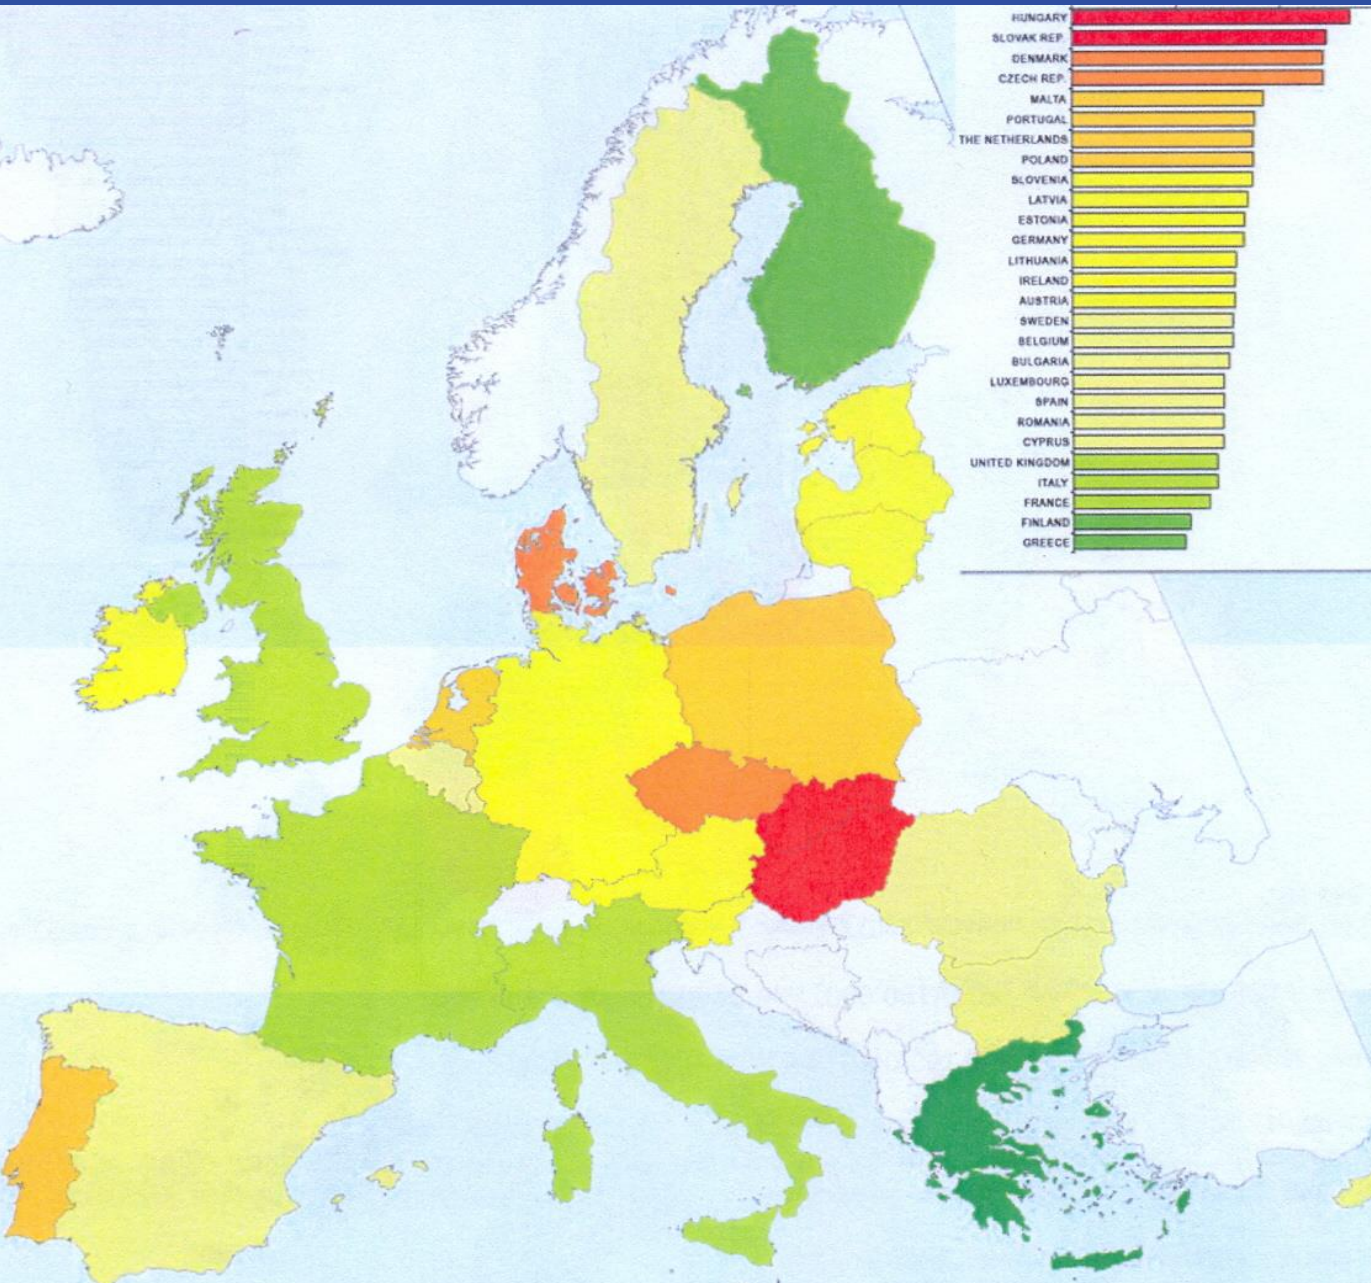 HUNGARY
SLOVAK REP.
DENMARK
CZECH REP.
MALTA
PORTUGAL
THE NETHERLANDS
POLAND
SLOVENIA
LATVIA
ESTONIA
GERMANY
LITHUANIA
IRELAND
AUSTRIA
SWEDEN
BELGIUM
BULGARIA
LUXEMBOURG
SPAIN
ROMANIA
CYPRUS
UNITED KINGDOM
ITALY
FRANCE
FINLAND
GREECE